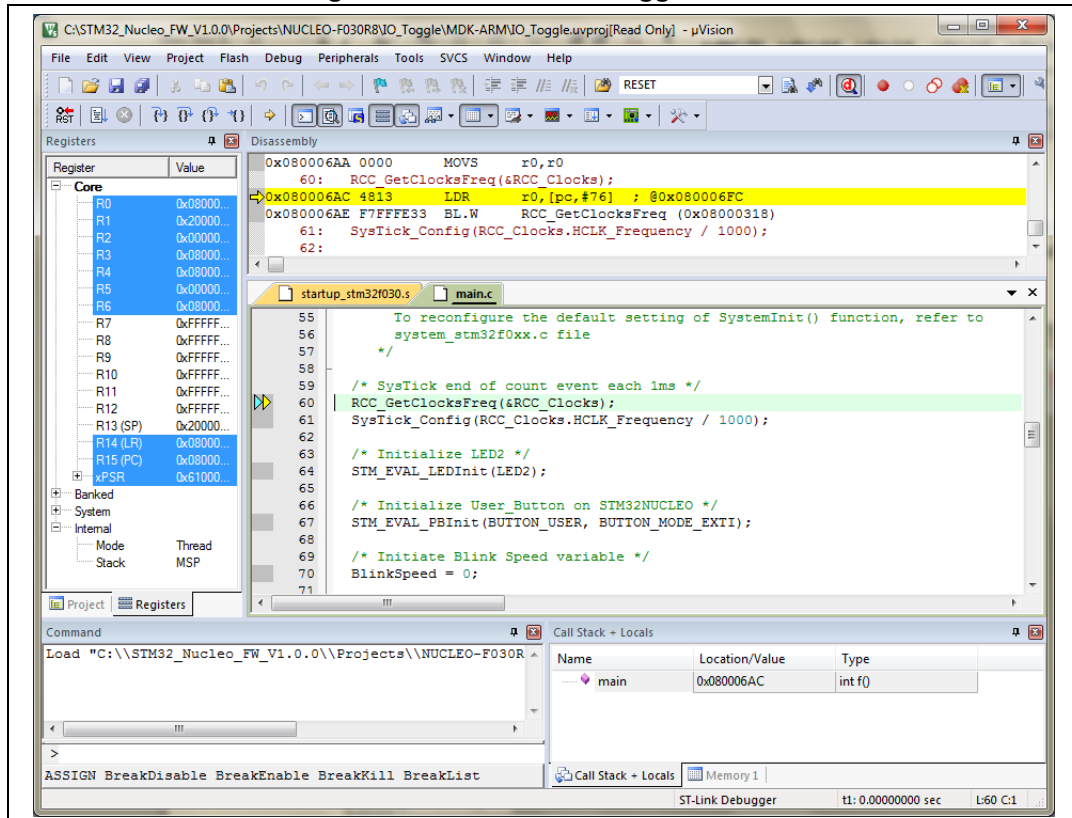 C:\STM32_Nucleo_FW_V1.0.0\Projects\NUCLEO-F030R8\IO_Toggle\MDK-ARM\IO_Toggle.uvproj[Read Only] - µVision
File Edit View Project Flash Debug Peripherals Tools SVCS Window Help
RESET
RST
Registers
Register Value
Core
R0 0x08000...
R1 0x20000...
R2 0x00000...
R3 0x08000...
R4 0x08000...
R5 0x00000...
R6 0x08000...
R7 0xFFFFF...
R8 0xFFFFF...
R9 0xFFFFF...
R10 0xFFFFF...
R11 0xFFFFF...
R12 0xFFFFF...
R13 (SP) 0x20000...
R14 (LR) 0x08000...
R15 (PC) 0x08000...
xPSR 0x61000...
Banked
System
Internal
Mode Thread
Stack MSP
Project Registers
Disassembly
0x080006AA 0000 MOVS r0,r0
60: RCC_GetClocksFreq(&RCC_Clocks);
0x080006AC 4813 LDR r0,[pc,#76] ; @0x080006FC
0x080006AE F7FFFE33 BL.W RCC_GetClocksFreq (0x08000318)
61: SysTick_Config(RCC_Clocks.HCLK_Frequency / 1000);
62:
startup_stm32f030.s main.c
55 To reconfigure the default setting of SystemInit() function, refer to
56 system_stm32f0xx.c file
57 */
58
59 /* SysTick end of count event each 1ms */
60 RCC_GetClocksFreq(&RCC_Clocks);
61 SysTick_Config(RCC_Clocks.HCLK_Frequency / 1000);
62
63 /* Initialize LED2 */
64 STM_EVAL_LEDInit(LED2);
65
66 /* Initialize User_Button on STM32NUCLEO */
67 STM_EVAL_PBInit(BUTTON_USER, BUTTON_MODE_EXTI);
68
69 /* Initiate Blink Speed variable */
70 BlinkSpeed = 0;
71
Command
Load "C:\\STM32_Nucleo_FW_V1.0.0\\Projects\\NUCLEO-F030R
>
ASSIGN BreakDisable BreakEnable BreakKill BreakList
Call Stack + Locals
Name Location/Value Type
main 0x080006AC int f()
Call Stack + Locals Memory 1
ST-Link Debugger t1: 0.00000000 sec L:60 C:1